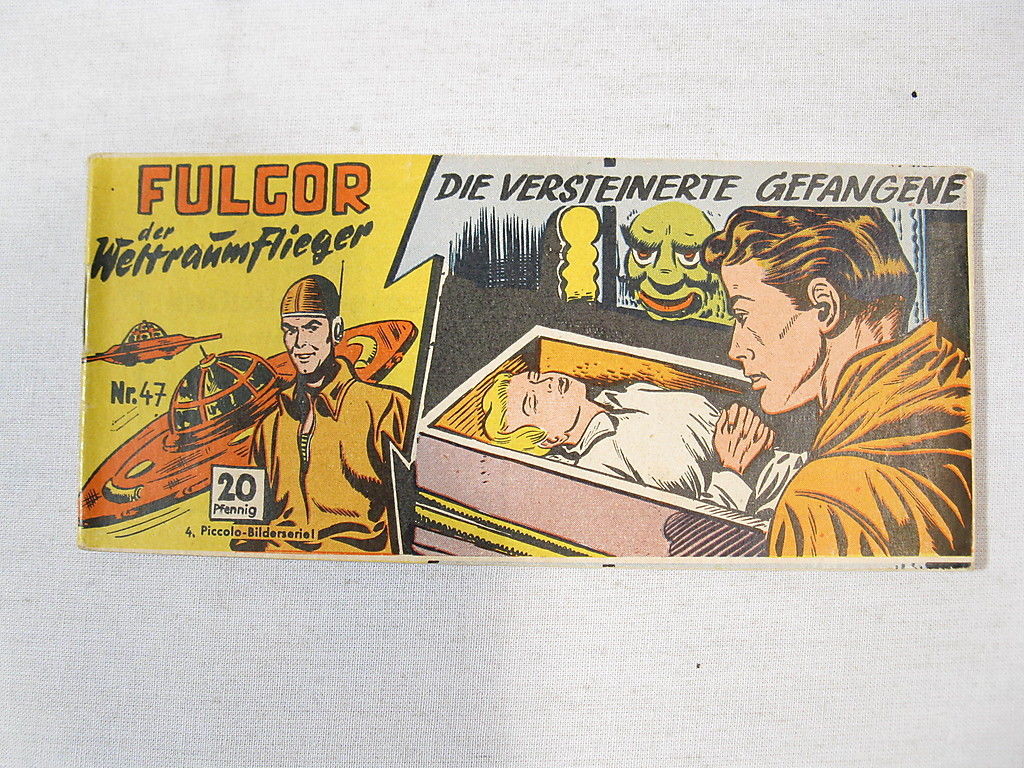 FULGOR
der
Weltraumflieger
Nr. 47
20
Pfennig
4. Piccolo-Bilderserie!
DIE VERSTEINERTE GEFANGENE